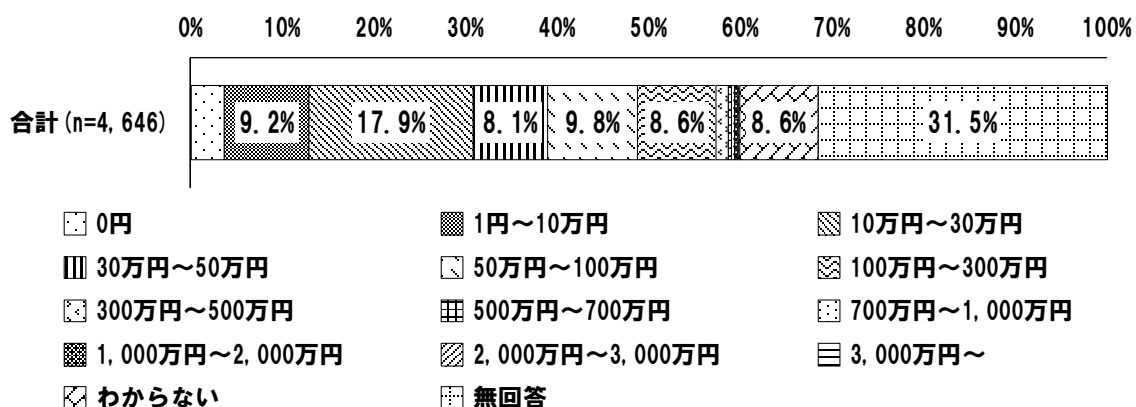 0% 10% 20% 30% 40% 50% 60% 70% 80% 90% 100%
合計(n=4,646) 9.2% 17.9% 8.1% 9.8% 8.6% 8.6% 31.5%
0円 1円～10万円 10万円～30万円
30万円～50万円 50万円～100万円 100万円～300万円
300万円～500万円 500万円～700万円 700万円～1,000万円
1,000万円～2,000万円 2,000万円～3,000万円 3,000万円～
わからない 無回答